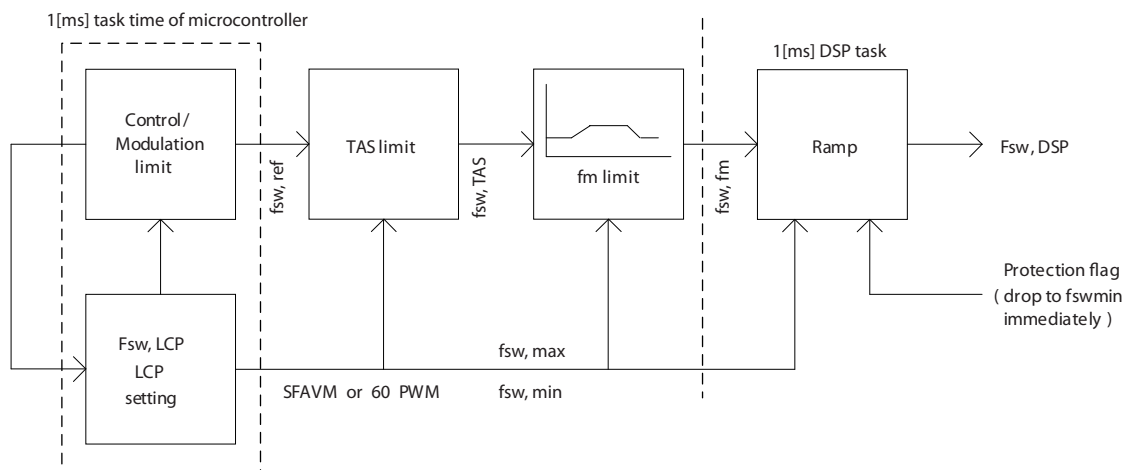 1[ms] task time of microcontroller
Control/
Modulation
limit
fsw, ref
TAS limit
fsw, TAS
fm limit
fsw, fm
1[ms] DSP task
Ramp
Fsw, DSP
Protection flag
( drop to fswmin
immediately )
Fsw, LCP
LCP
setting
SFAVM or 60 PWM
fsw, max
fsw, min